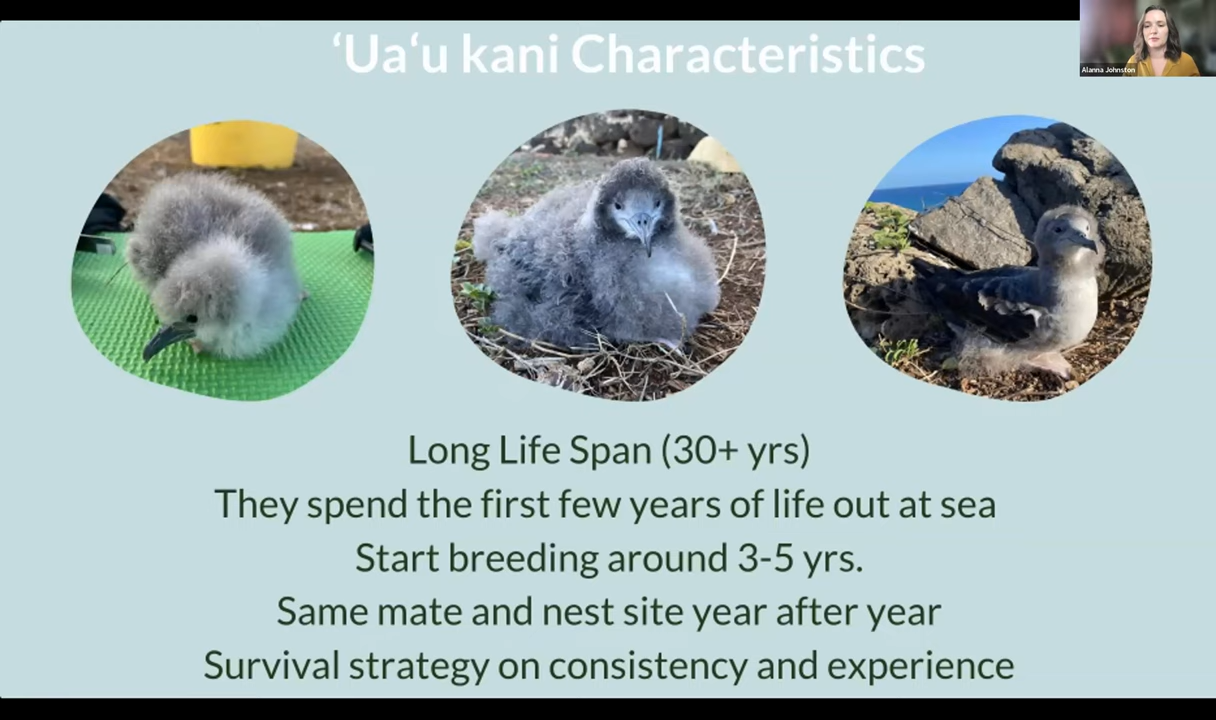 ʻUaʻu kani Characteristics
Alanna Johnston
Long Life Span (30+ yrs)
They spend the first few years of life out at sea
Start breeding around 3-5 yrs.
Same mate and nest site year after year
Survival strategy on consistency and experience